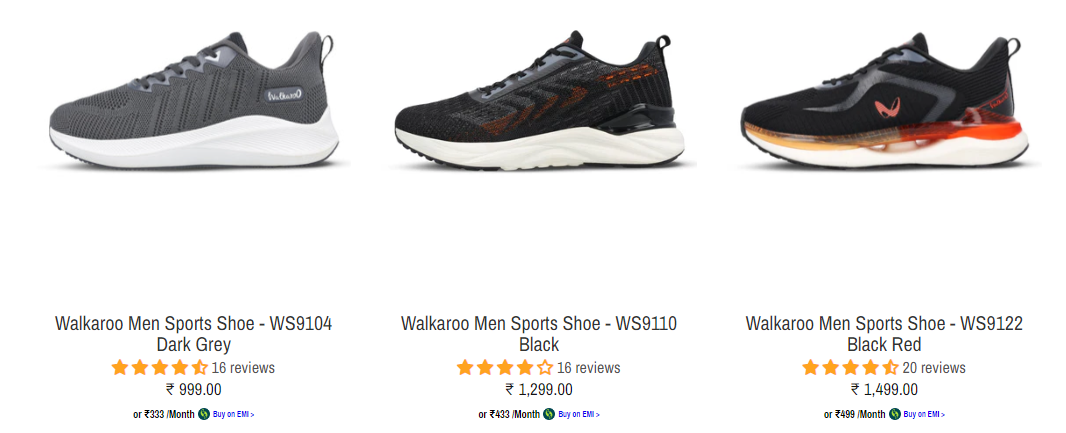 Walkaroo
Walkaroo
Walkaroo Men Sports Shoe - WS9104
Dark Grey
16 reviews
₹ 999.00
or ₹333 /Month Buy on EMI >
Walkaroo Men Sports Shoe - WS9110
Black
16 reviews
₹ 1,299.00
or ₹433 /Month Buy on EMI >
Walkaroo Men Sports Shoe - WS9122
Black Red
20 reviews
₹ 1,499.00
or ₹499 /Month Buy on EMI >